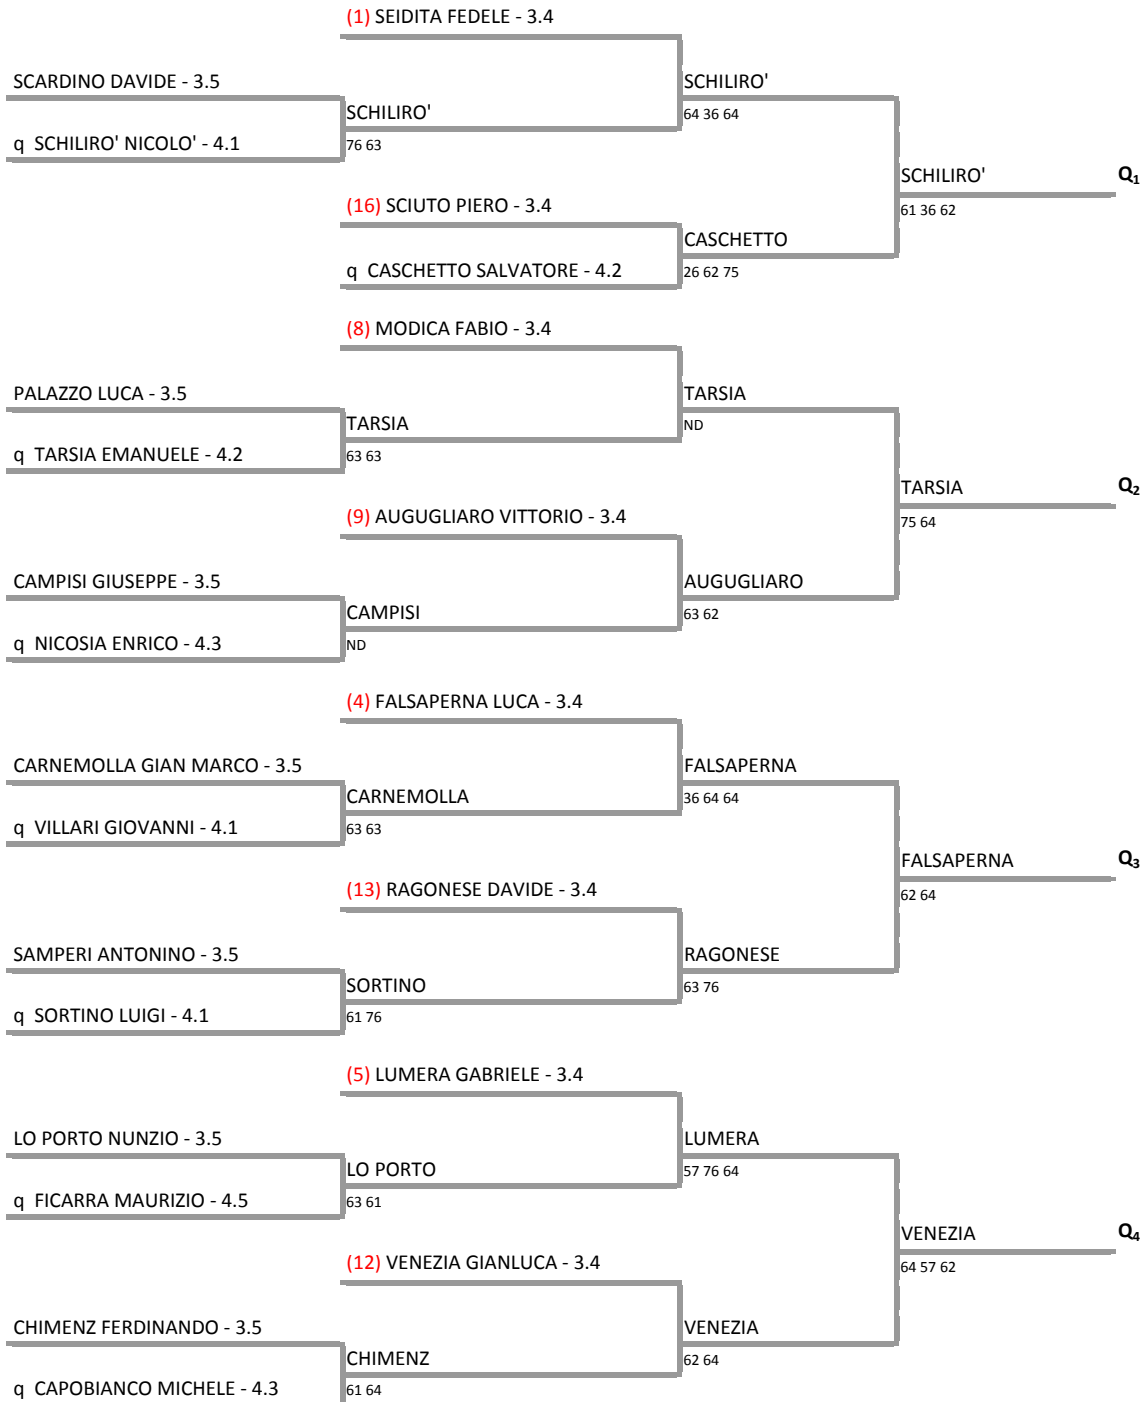 (1) SEIDITA FEDELE - 3.4
SCARDINO DAVIDE - 3.5
SCHILIRO'
SCHILIRO'
64 36 64
q SCHILIRO' NICOLO' - 4.1
76 63
SCHILIRO'
Q1
61 36 62
(16) SCIUTO PIERO - 3.4
CASCHETTO
q CASCHETTO SALVATORE - 4.2
26 62 75
(8) MODICA FABIO - 3.4
PALAZZO LUCA - 3.5
TARSIA
TARSIA
ND
q TARSIA EMANUELE - 4.2
63 63
TARSIA
Q2
75 64
(9) AUGUGLIARO VITTORIO - 3.4
CAMPISI GIUSEPPE - 3.5
AUGUGLIARO
CAMPISI
63 62
q NICOSIA ENRICO - 4.3
ND
(4) FALSAPERNA LUCA - 3.4
CARNEMOLLA GIAN MARCO - 3.5
FALSAPERNA
CARNEMOLLA
36 64 64
q VILLARI GIOVANNI - 4.1
63 63
FALSAPERNA
Q3
62 64
(13) RAGONESE DAVIDE - 3.4
SAMPERI ANTONINO - 3.5
RAGONESE
SORTINO
63 76
q SORTINO LUIGI - 4.1
61 76
(5) LUMERA GABRIELE - 3.4
LO PORTO NUNZIO - 3.5
LUMERA
LO PORTO
57 76 64
q FICARRA MAURIZIO - 4.5
63 61
VENEZIA
Q4
64 57 62
(12) VENEZIA GIANLUCA - 3.4
CHIMENZ FERDINANDO - 3.5
VENEZIA
CHIMENZ
62 64
q CAPOBIANCO MICHELE - 4.3
61 64